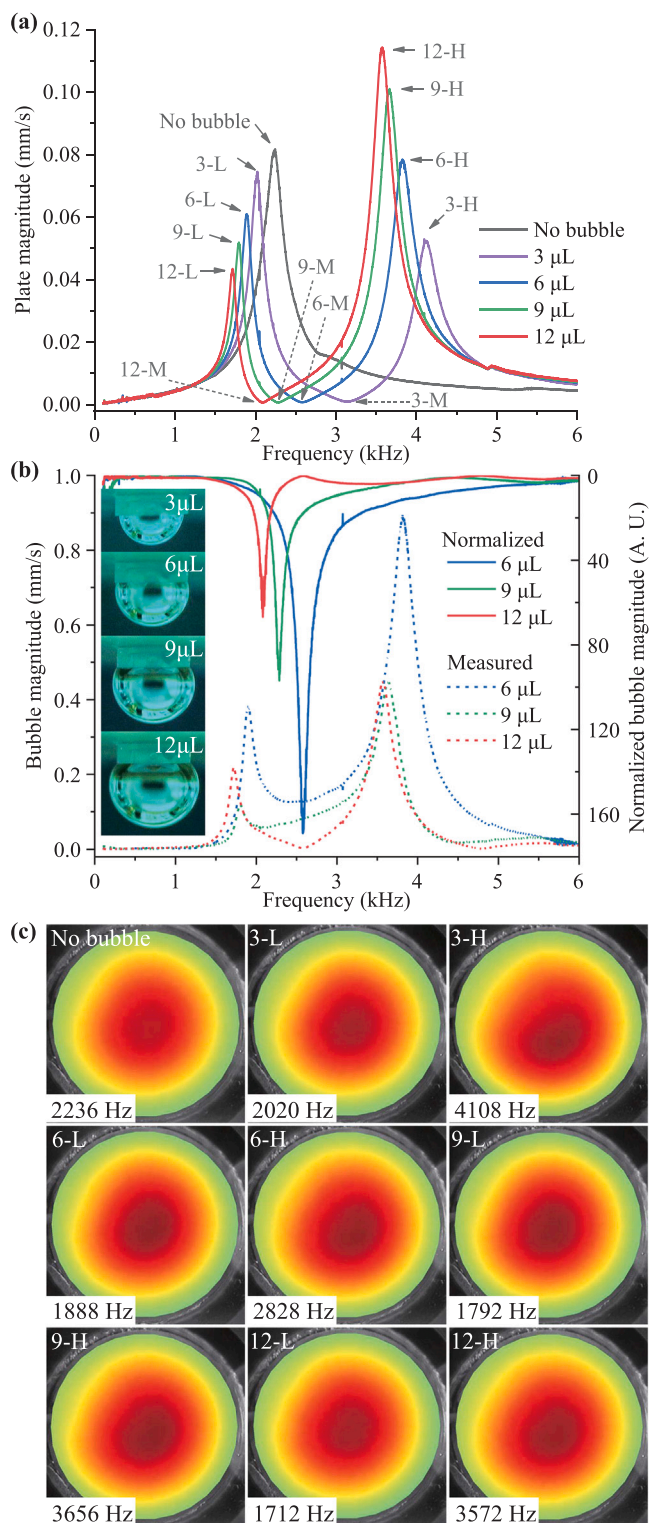 (a)
0.12
0.10
0.08
0.06
0.04
0.02
0.00
Plate magnitude (mm/s)
12-H
9-H
No bubble
3-L
6-H
6-L
3-H
9-L
9-M
12-L
6-M
12-M
3-M
No bubble
3 μL
6 μL
9 μL
12 μL
0 1 2 3 4 5 6
Frequency (kHz)
(b)
1.0
0.8
0.6
0.4
0.2
0.0
Bubble magnitude (mm/s)
3μL
6μL
9μL
12μL
Normalized
6 μL
9 μL
12 μL
Measured
6 μL
9 μL
12 μL
0
40
80
120
160
Normalized bubble magnitude (A. U.)
0 1 2 3 4 5 6
Frequency (kHz)
(c)
No bubble 3-L 3-H
2236 Hz 2020 Hz 4108 Hz
6-L 6-H 9-L
1888 Hz 2828 Hz 1792 Hz
9-H 12-L 12-H
3656 Hz 1712 Hz 3572 Hz